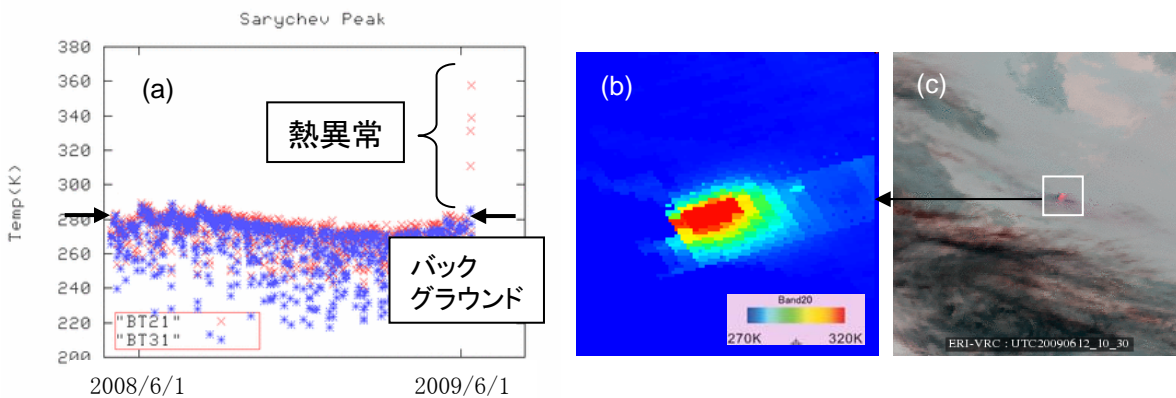 Sarychev Peak
380
360
340
320
300
280
260
240
220
200
Temp(K)
(a)
熱異常
バック
グラウンド
"BT21"
"BT31"
2008/6/1
2009/6/1
(b)
Band20
270K
320K
(c)
ERI-VRC : UTC20090612_10_30